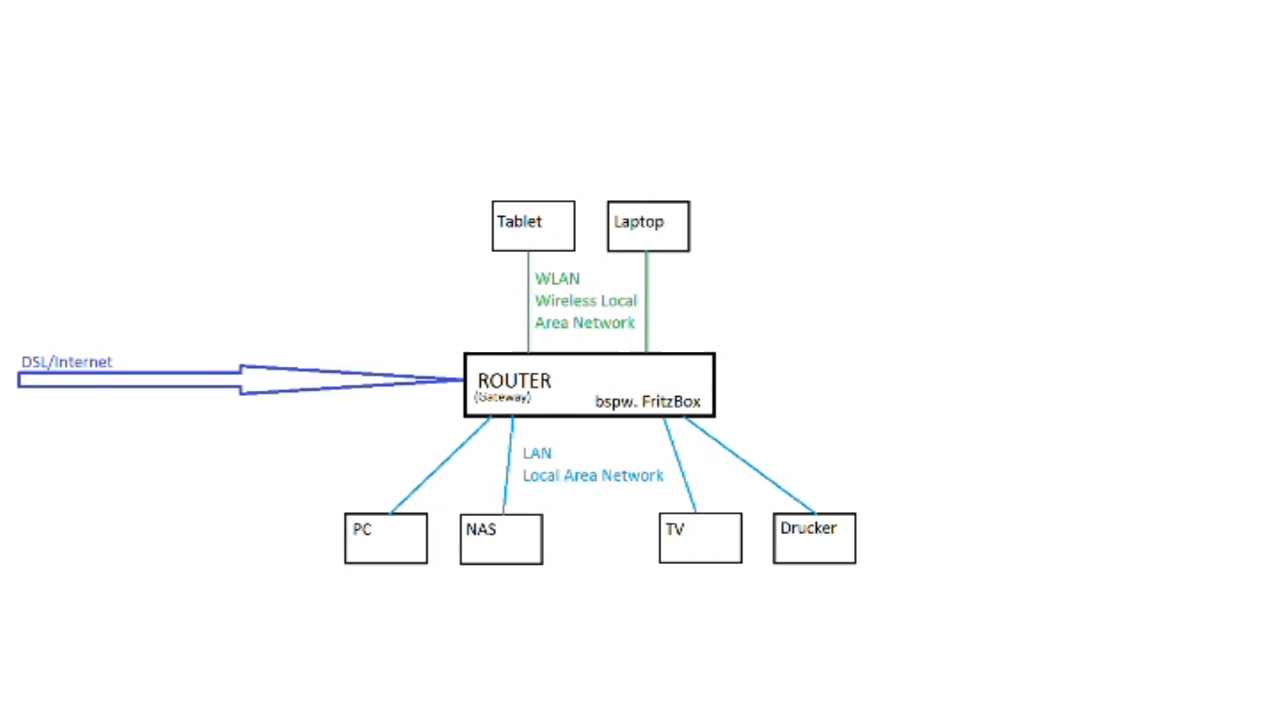 Tablet
Laptop
WLAN
Wireless Local
Area Network
DSL/Internet
ROUTER
(Gateway)
bspw. FritzBox
LAN
Local Area Network
PC
NAS
TV
Drucker